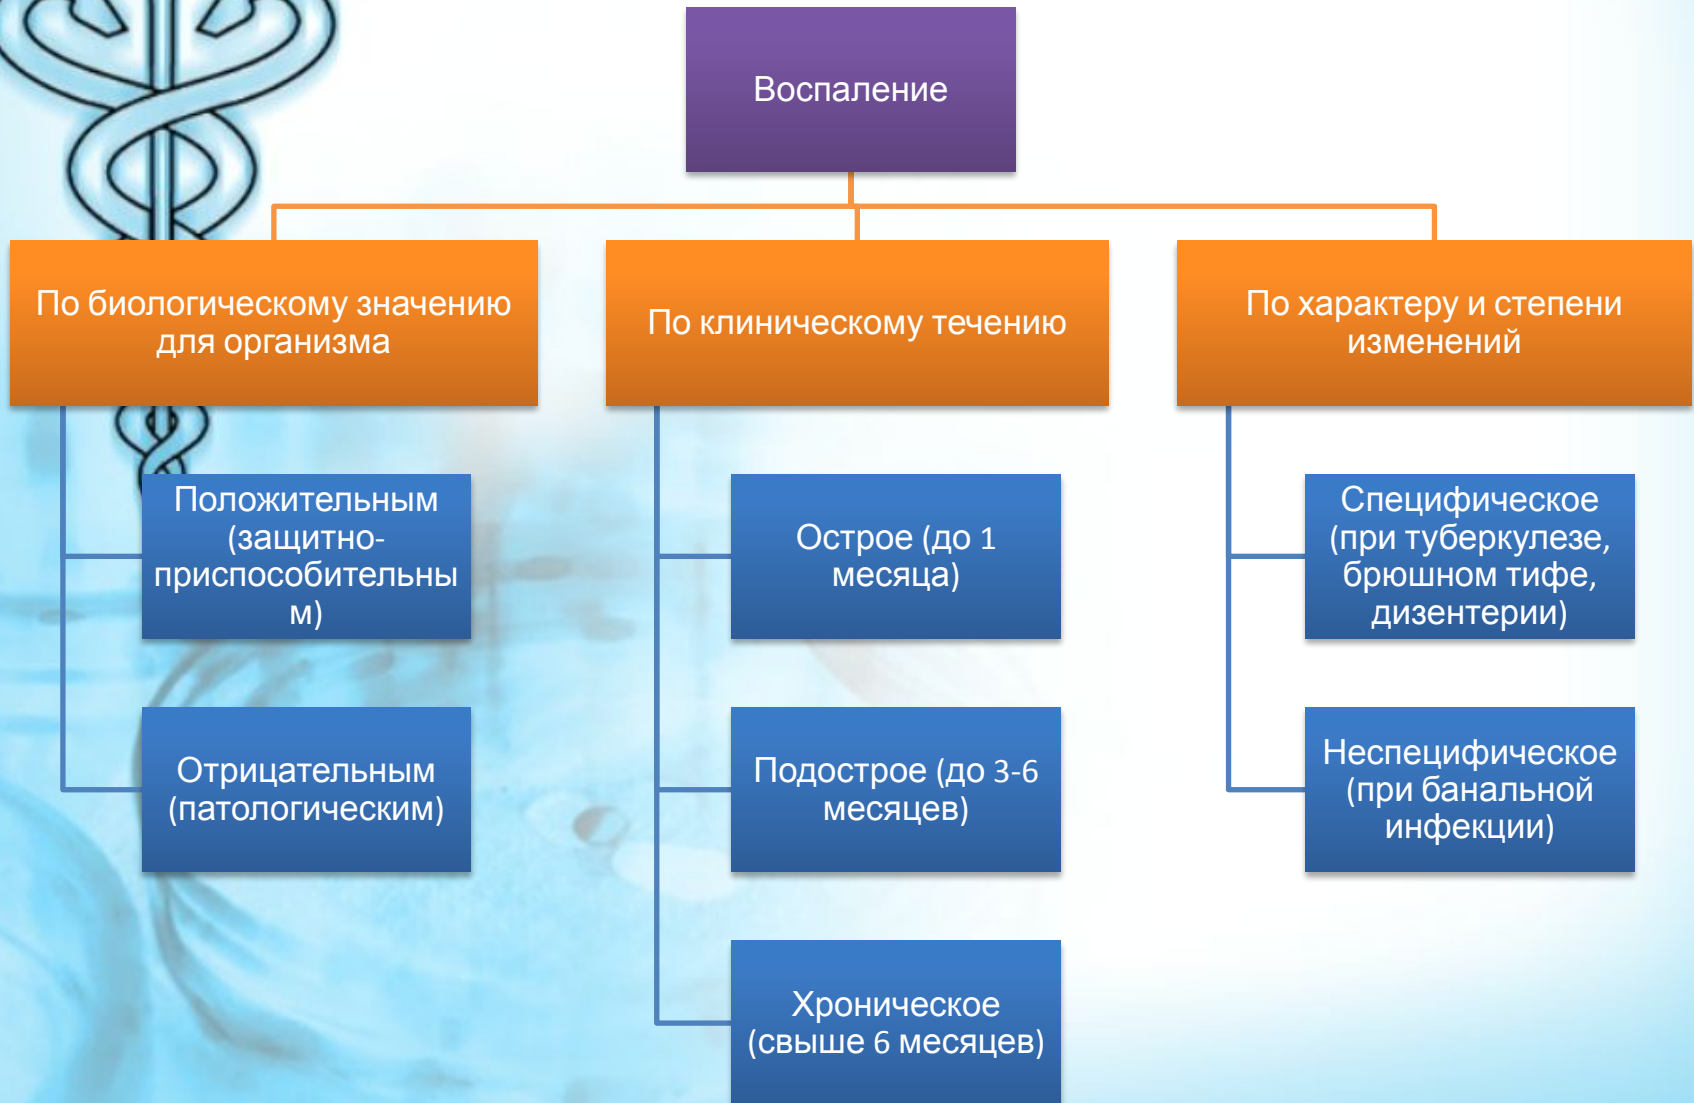 Воспаление
По биологическому значению
для организма
По клиническому течению
По характеру и степени
изменений
Положительным
(защитно-
приспособительны
м)
Острое (до 1
месяца)
Специфическое
(при туберкулезе,
брюшном тифе,
дизентерии)
Отрицательным
(патологическим)
Подострое (до 3-6
месяцев)
Неспецифическое
(при банальной
инфекции)
Хроническое
(свыше 6 месяцев)